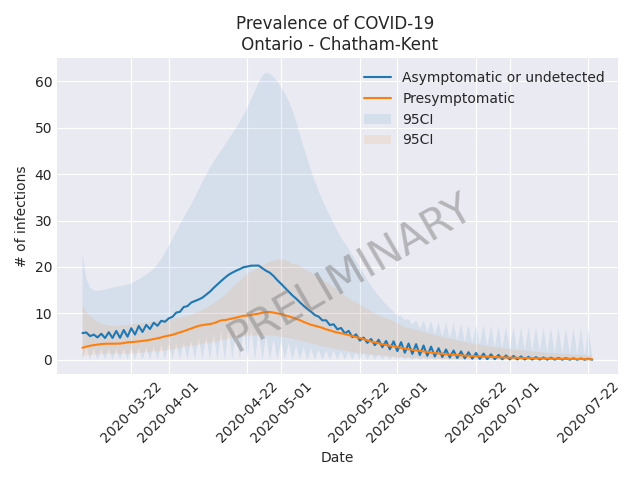 Prevalence of COVID-19
Ontario - Chatham-Kent
60
50
40
30
20
10
0
# of infections
Asymptomatic or undetected
Presymptomatic
95CI
95CI
PRELIMINARY
2020-03-22
2020-04-01
2020-04-22
2020-05-01
2020-05-22
2020-06-01
2020-06-22
2020-07-01
2020-07-22
Date